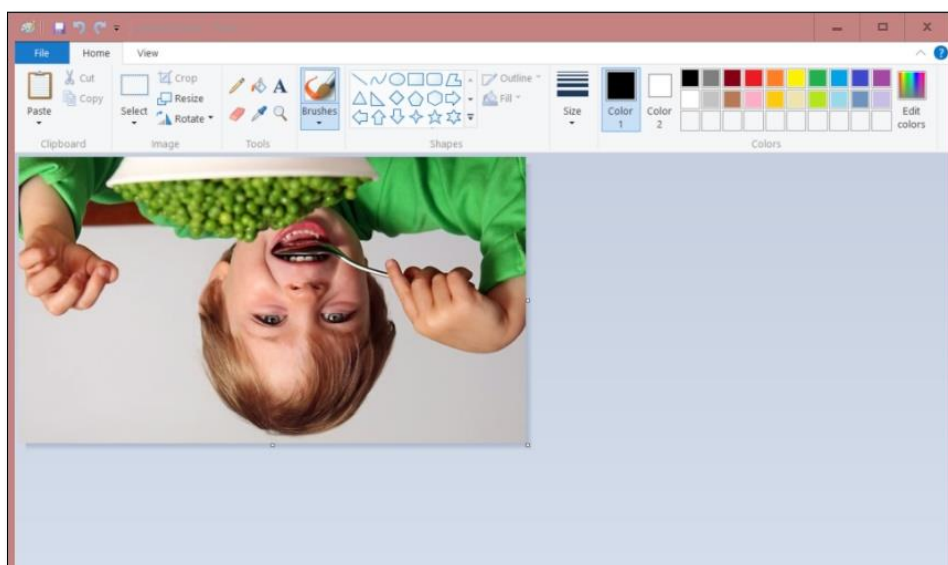 File Home View
Paste
Cut
Copy
Clipboard
Select
Crop
Resize
Rotate
Image
A
Tools
Brushes
Outline
Fill
Shapes
Size
Color 1
Color 2
Edit colors
Colors